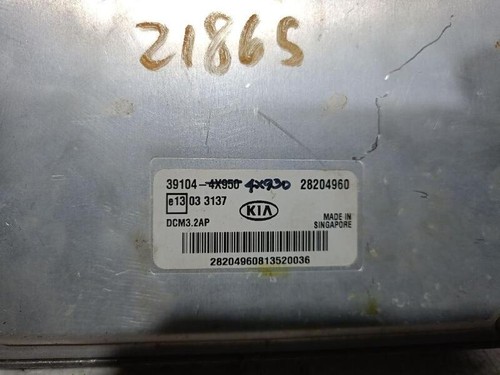 21865
39104-4X950 4X930 28204960
e13 03 3137 KIA MADE IN
DCM3.2AP SINGAPORE
28204960813520036